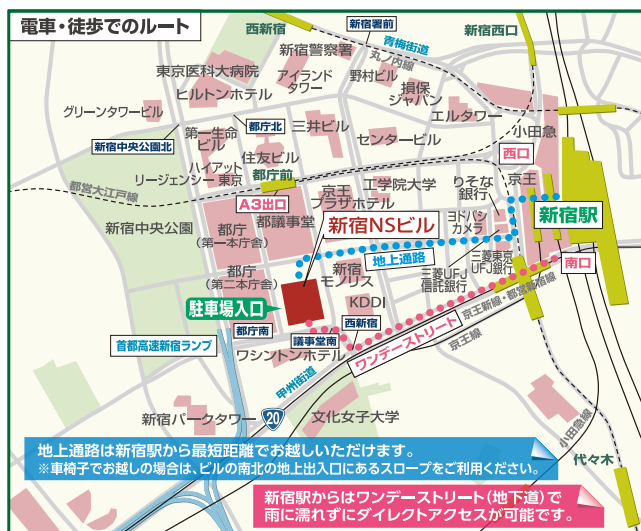 電車・徒歩でのルート
西新宿
新宿署前
青梅街道
新宿西口
新宿警察署
丸ノ内線
東京医科大病院
アイランド
タワー
野村ビル
ヒルトンホテル
損保
ジャパン
グリーンタワービル
エルタワー
都庁北
三井ビル
小田急
第一生命
ビル
センタービル
新宿中央公園北
住友ビル
西口
ハイアット
リージェンシー 東京
都庁前
工学院大学
りそな
銀行
京王
都営大江戸線
A3出口
京王
プラザホテル
新宿駅
都議事堂
新宿中央公園
都庁
(第一本庁舎)
新宿NSビル
ヨドバシ
カメラ
地上通路
三菱東京
UFJ銀行
南口
都庁
(第二本庁舎)
新宿
モノリス
三菱UFJ
信託銀行
KDDI
駐車場入口
京王新線・都営新宿線
西新宿
都庁南
議事堂南
ワンデーストリート
京王線
首都高速新宿ランプ
ワシントンホテル
甲州街道
新宿パークタワー
20
文化女子大学
小田急線
代々木
地上通路は新宿駅から最短距離でお越しいただけます。
※車椅子でお越しの場合は、ビルの南北の地上出入口にあるスロープをご利用ください。
新宿駅からはワンデーストリート(地下道)で
雨に濡れずにダイレクトアクセスが可能です。